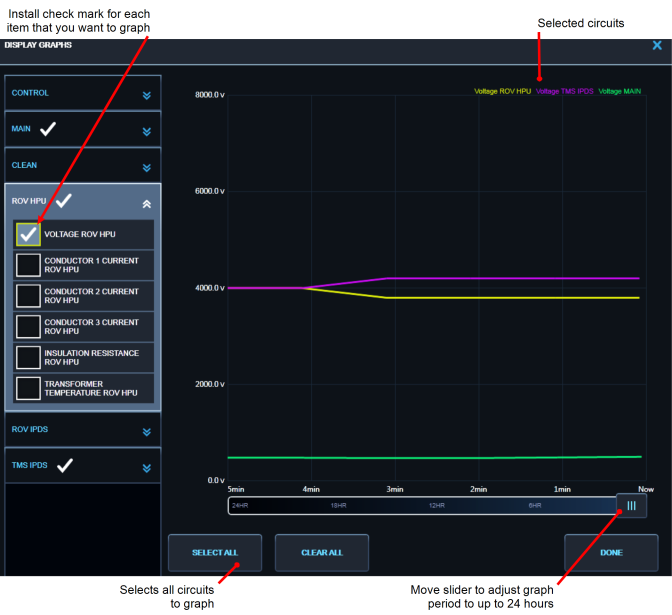 Install check mark for each
item that you want to graph
Selected circuits
DISPLAY GRAPHS
CONTROL
MAIN
CLEAN
ROV HPU
VOLTAGE ROV HPU
CONDUCTOR 1 CURRENT
ROV HPU
CONDUCTOR 2 CURRENT
ROV HPU
CONDUCTOR 3 CURRENT
ROV HPU
INSULATION RESISTANCE
ROV HPU
TRANSFORMER
TEMPERATURE ROV HPU
ROV IPDS
TMS IPDS
Voltage ROV HPU Voltage TMS IPDS Voltage MAIN
8000.0 v
6000.0 v
4000.0 v
2000.0 v
0.0 v
5min 4min 3min 2min 1min Now
24HR 18HR 12HR 6HR
SELECT ALL CLEAR ALL DONE
Selects all circuits
to graph
Move slider to adjust graph
period to up to 24 hours